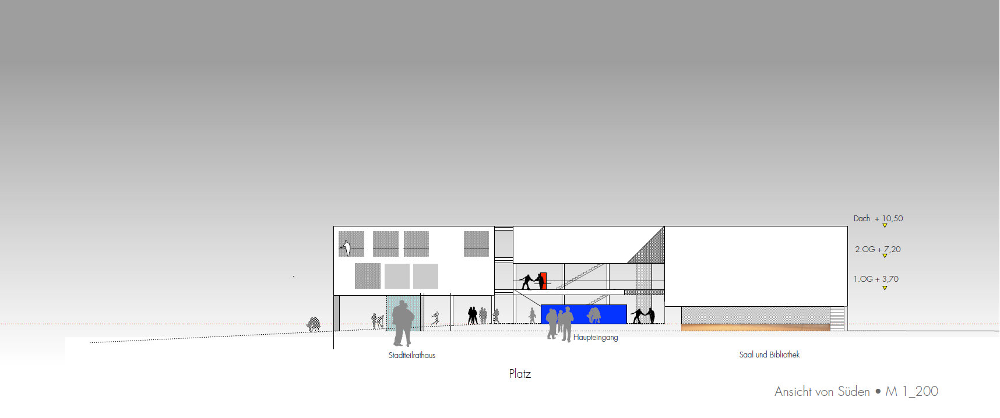 Dach + 10,50
2.OG + 7,20
1.OG + 3,70
Haupteingang
Stadtteilrathaus
Saal und Bibliothek
Platz
Ansicht von Süden • M 1_200